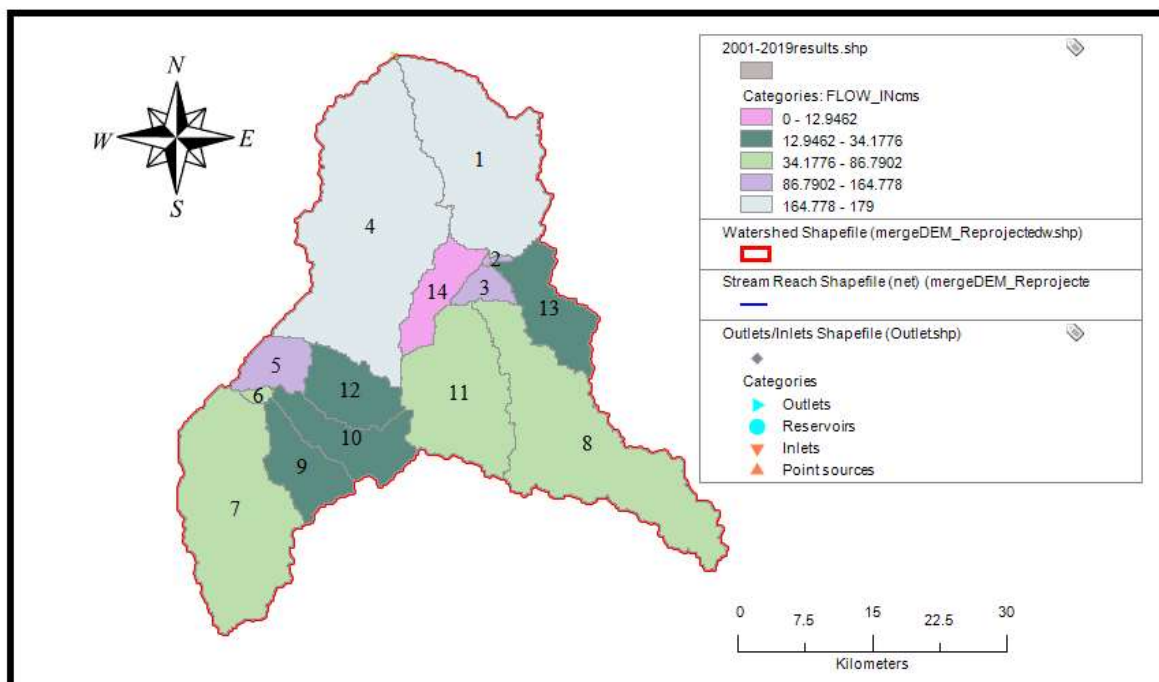 N
W E
S
1
4
2
14
3
13
5
12
6
11
10
8
9
7
2001-2019results.shp
Categories: FLOW_INcms
0 - 12.9462
12.9462 - 34.1776
34.1776 - 86.7902
86.7902 - 164.778
164.778 - 179
Watershed Shapefile (mergeDEM_Reprojectedw.shp)
Stream Reach Shapefile (net) (mergeDEM_Reprojecte
Outlets/Inlets Shapefile (Outlet.shp)
Categories
Outlets
Reservoirs
Inlets
Point sources
0 15 30
7.5 22.5
Kilometers